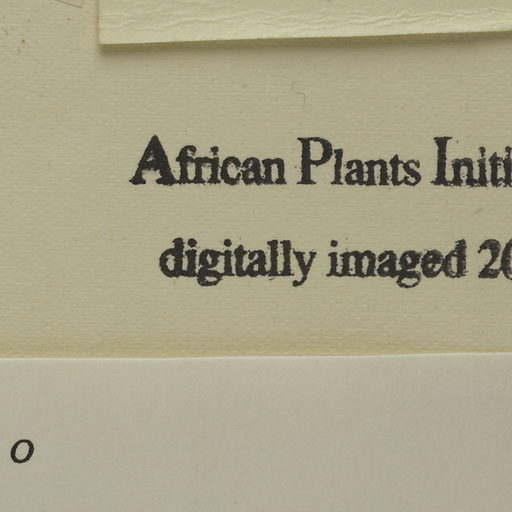 African Plants Initi
digitally imaged 20
o